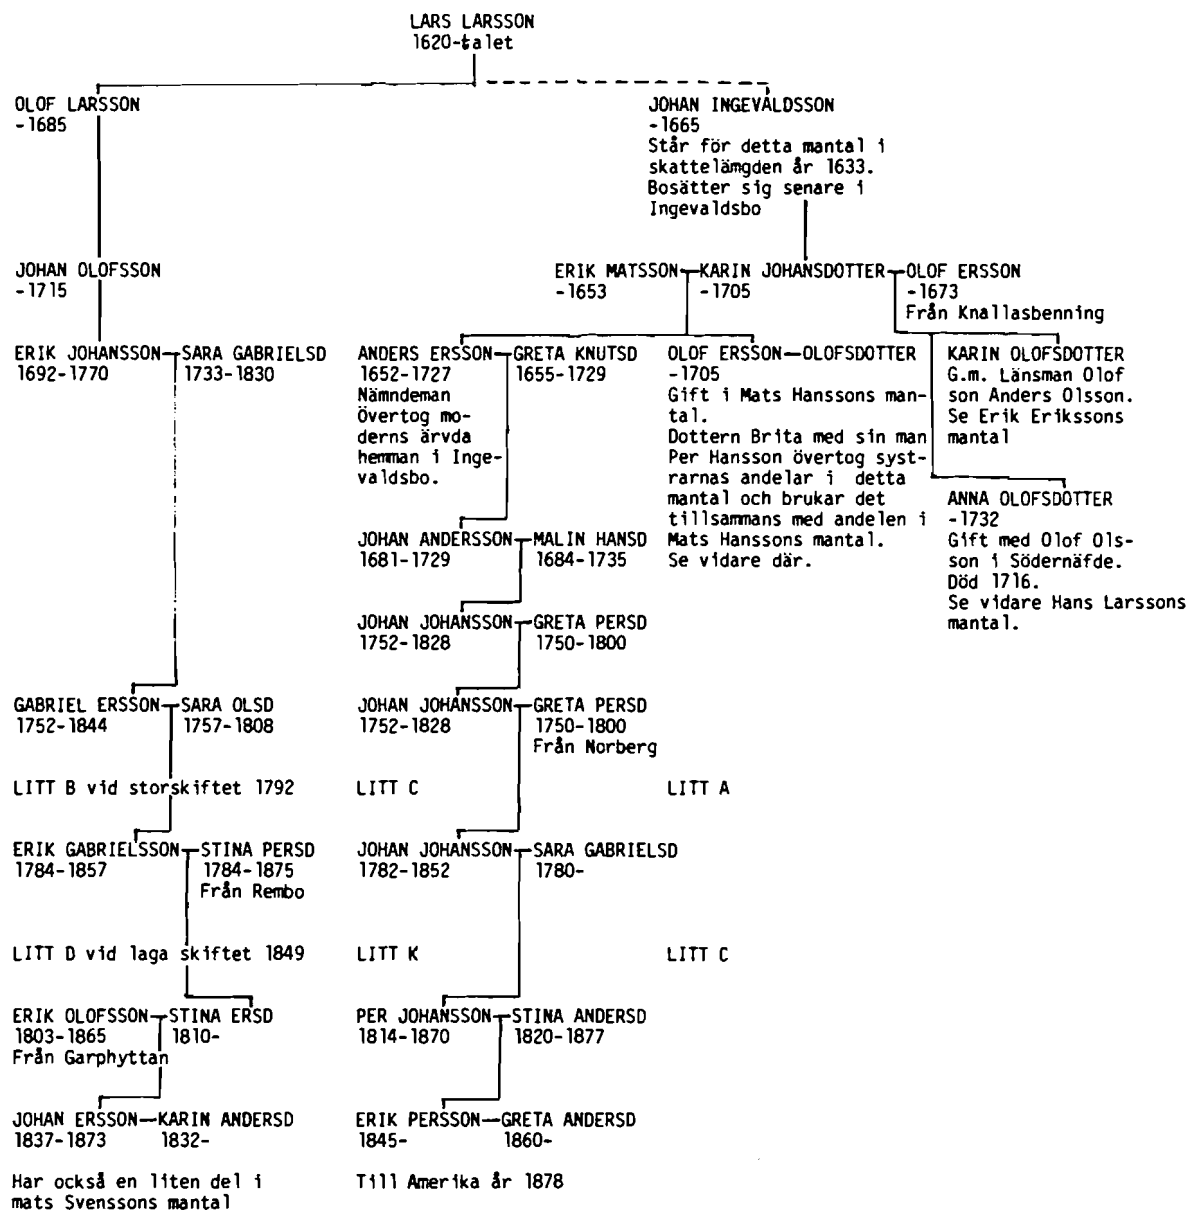 LARS LARSSON
1620-talet
OLOF LARSSON
-1685
JOHAN INGEVALDSSON
-1665
Står för detta mantal i
skattelämgden år 1633.
Bosätter sig senare i
Ingevaldsbo
JOHAN OLOFSSON
-1715
ERIK MATSSON
-1653
KARIN JOHANSDOTTER
-1705
OLOF ERSSON
-1673
Från Knallasbenning
ERIK JOHANSSON
1692-1770
SARA GABRIELSD
1733-1830
ANDERS ERSSON
1652-1727
Nämndeman
Övertog mo-
derns ärvda
hemman i Inge-
valdsbo.
GRETA KNUTSD
1655-1729
OLOF ERSSON—OLOFSDOTTER
-1705
Gift i Mats Hanssons man-
tal.
Dottern Brita med sin man
Per Hansson övertog syst-
rarnas andelar i detta
mantal och brukar det
tillsammans med andelen i
Mats Hanssons mantal.
Se vidare där.
KARIN OLOFSDOTTER
G.m. Länsman Olof
son Anders Olsson.
Se Erik Erikssons
mantal
ANNA OLOFSDOTTER
-1732
Gift med Olof Ols-
son i Södernäfde.
Död 1716.
Se vidare Hans Larssons
mantal.
JOHAN ANDERSSON
1681-1729
MALIN HANSD
1684-1735
JOHAN JOHANSSON
1752-1828
GRETA PERSD
1750-1800
GABRIEL ERSSON
1752-1844
SARA OLSD
1757-1808
JOHAN JOHANSSON
1752-1828
GRETA PERSD
1750-1800
Från Norberg
LITT B vid storskiftet 1792
LITT C
LITT A
ERIK GABRIELSSON
1784-1857
STINA PERSD
1784-1875
Från Rembo
JOHAN JOHANSSON
1782-1852
SARA GABRIELSD
1780-
LITT D vid laga skiftet 1849
LITT K
LITT C
ERIK OLOFSSON
1803-1865
Från Garphyttan
STINA ERSD
1810-
PER JOHANSSON
1814-1870
STINA ANDERSD
1820-1877
JOHAN ERSSON—KARIN ANDERSD
1837-1873
1832-
ERIK PERSSON—GRETA ANDERSD
1845-
1860-
Har också en liten del i
mats Svenssons mantal
Till Amerika år 1878